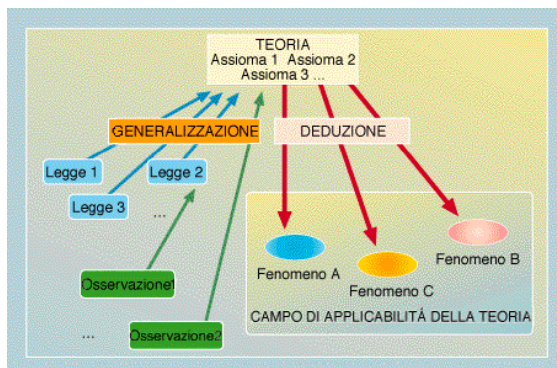 TEORIA
Assioma 1 Assioma 2
Assioma 3 ...
GENERALIZZAZIONE
DEDUZIONE
Legge 1
Legge 2
Legge 3
...
Fenomeno A
Fenomeno B
Fenomeno C
Osservazione1
CAMPO DI APPLICABILITÁ DELLA TEORIA
...
Osservazione2